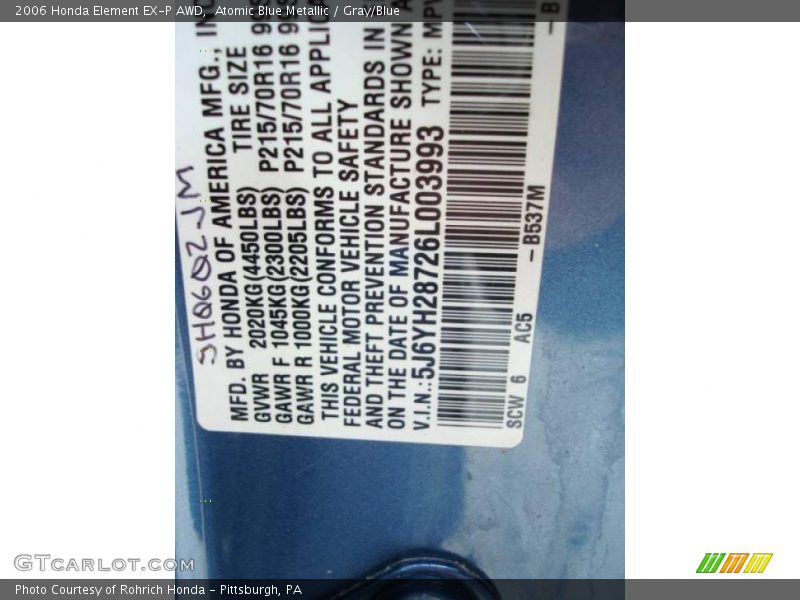 2006 Honda Element EX-P AWD, Atomic Blue Metallic / Gray/Blue
MFD. BY HONDA OF AMERICA MFG.,
TIRE SIZE
GVWR 2020KG(4450LBS)
GAWR F 1045KG(2300LBS) P215/70R16
GAWR R 1000KG(2205LBS) P215/70R16
THIS VEHICLE CONFORMS TO ALL
FEDERAL MOTOR VEHICLE SAFETY
AND THEFT PREVENTION STANDARDS IN
ON THE DATE OF MANUFACTURE SHOWN
V.I.N.:5J6YH28726L003993 TYPE: MPV
SCW 6 AC5 - B537M
GTCARLOT.COM
Photo Courtesy of Rohrich Honda - Pittsburgh, PA